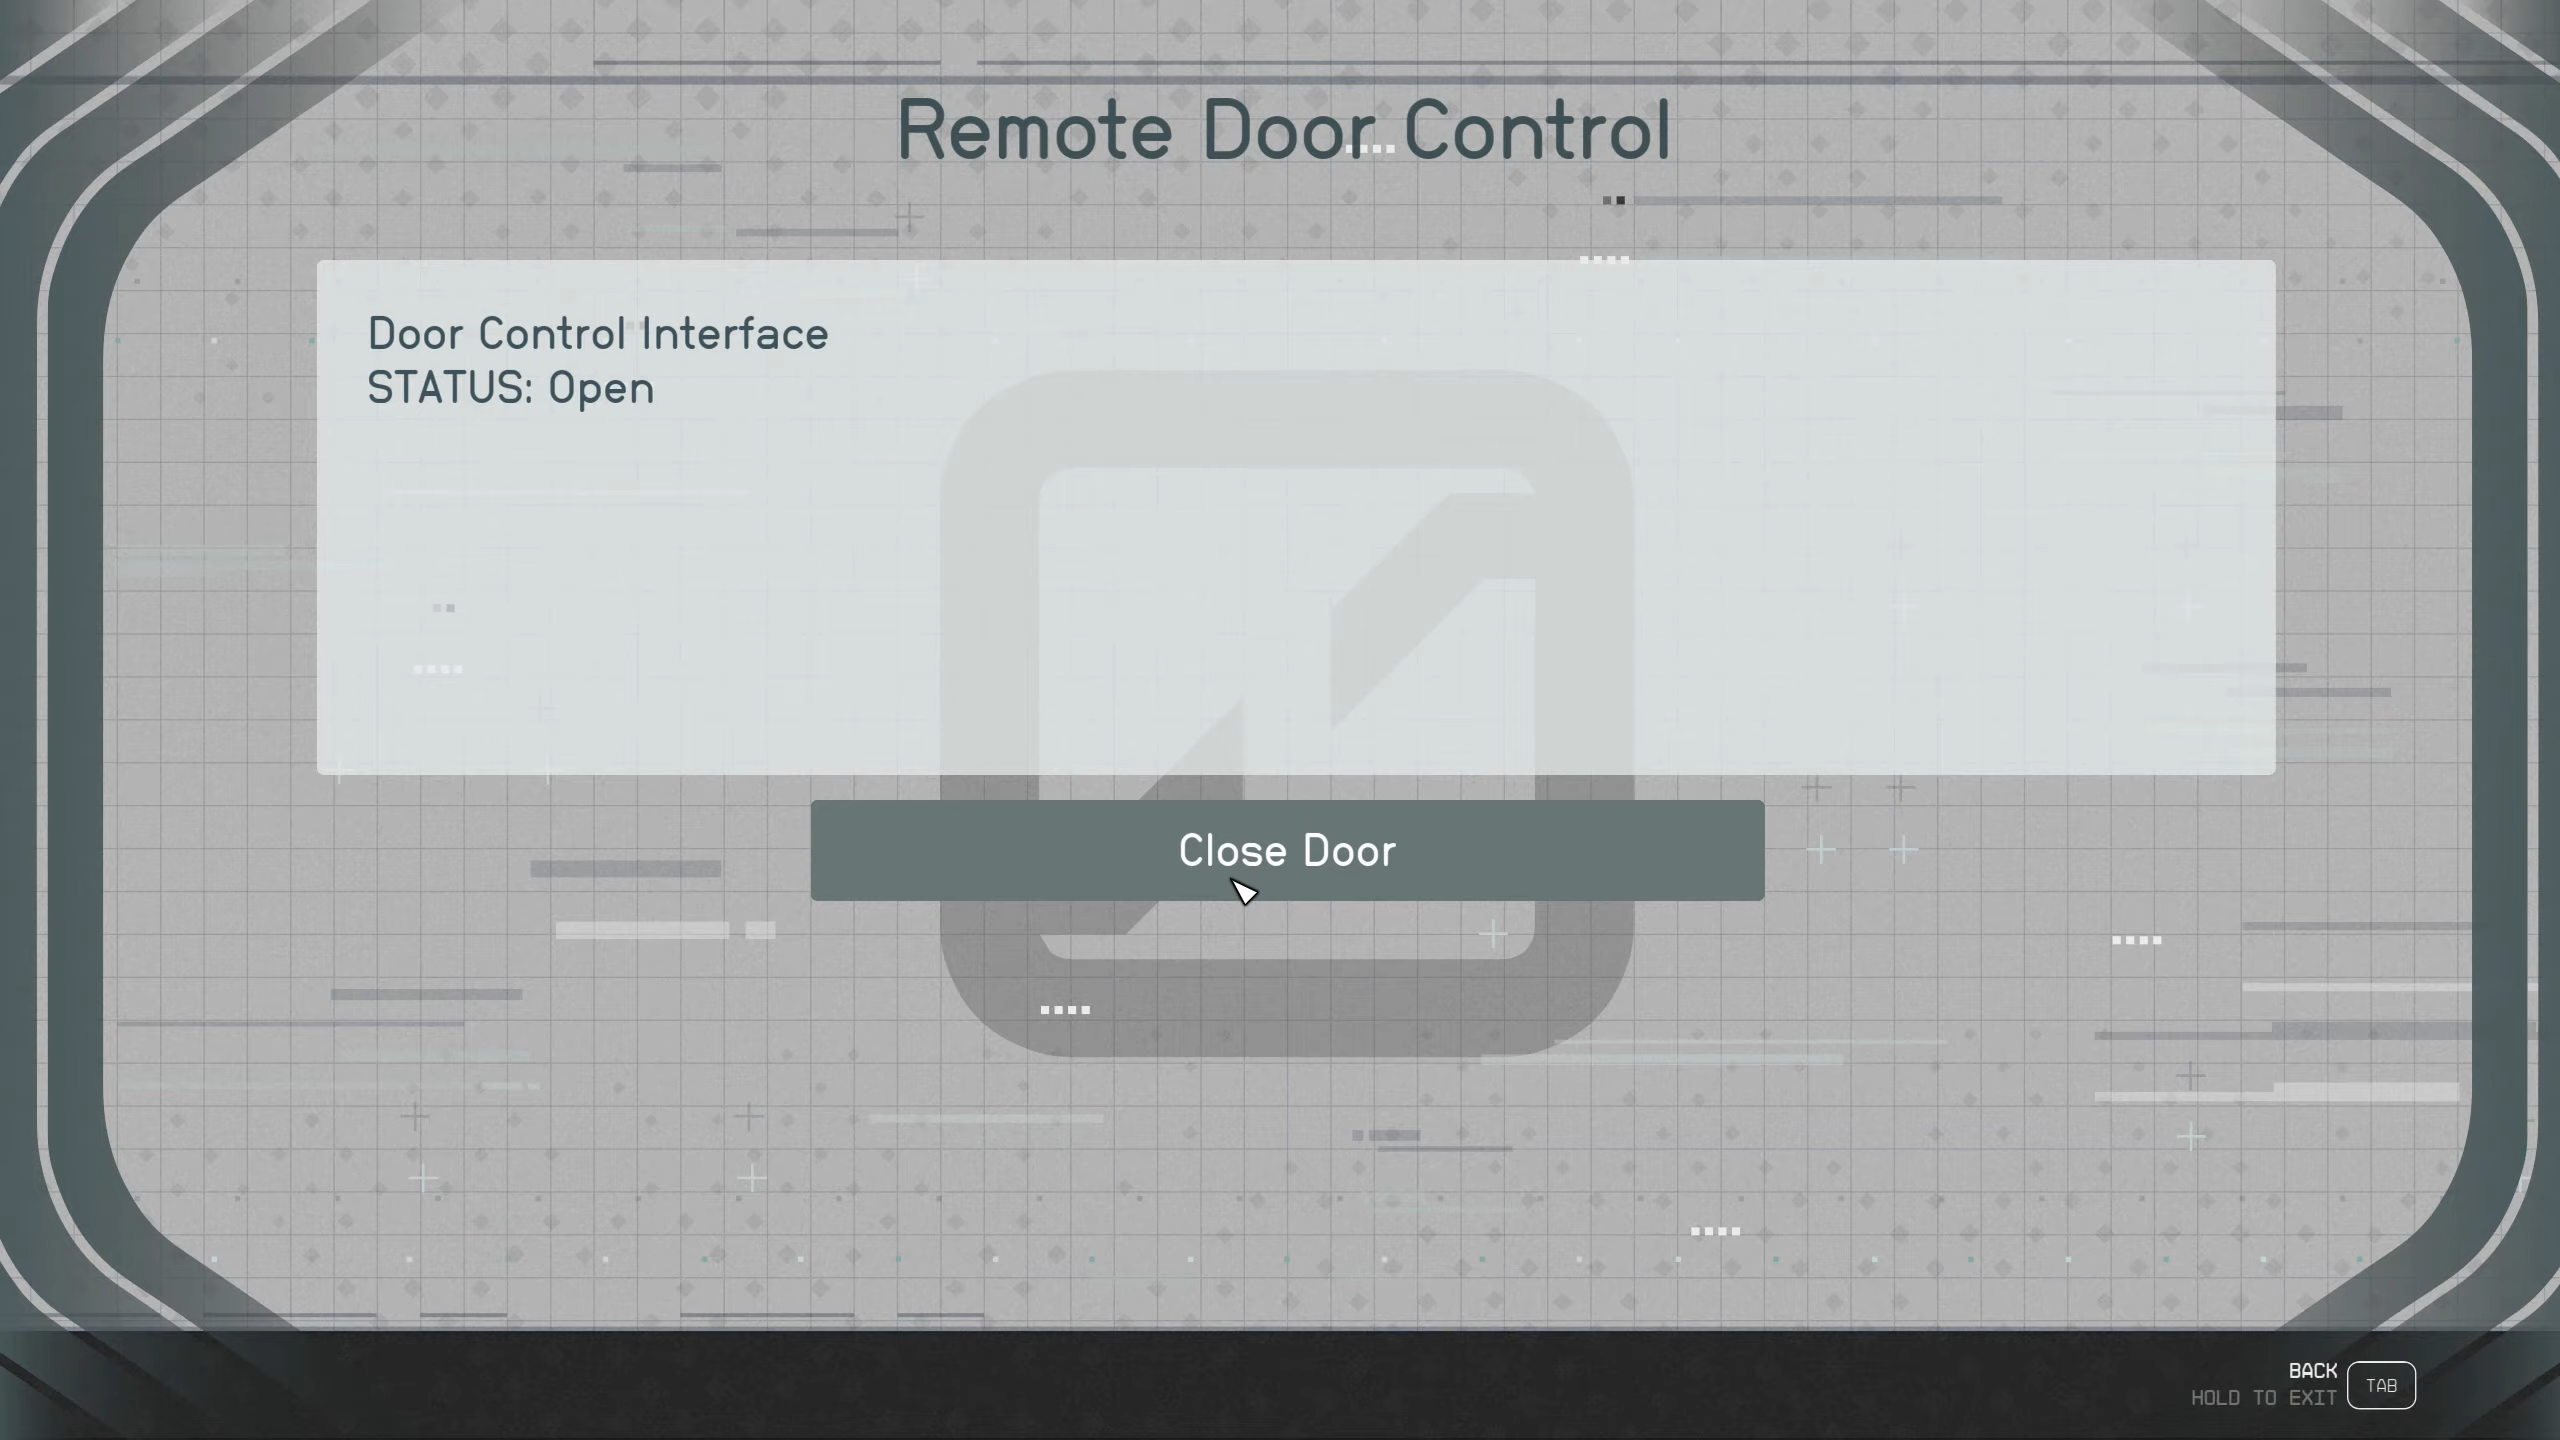 Remote Door Control
Door Control Interface
STATUS: Open
Close Door
BACK
HOLD TO EXIT
TAB